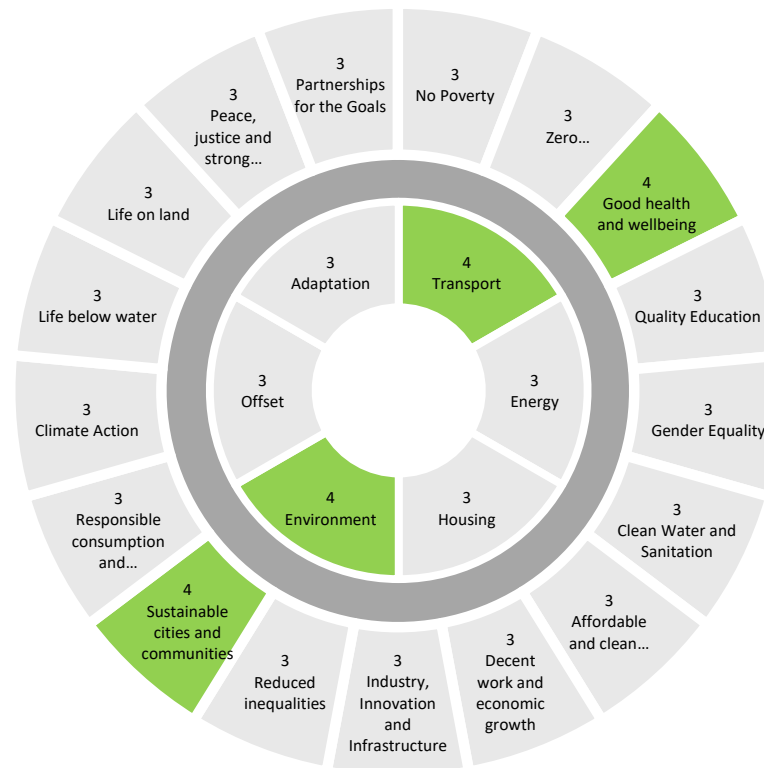 3
No Poverty
3
Zero…
4
Good health
and wellbeing
3
Quality Education
3
Gender Equality
3
Clean Water and
Sanitation
3
Affordable
and clean…
3
Decent
work and
economic
growth
3
Industry,
Innovation
and
Infrastructure
3
Reduced
inequalities
4
Sustainable
cities and
communities
3
Responsible
consumption
and…
3
Climate Action
3
Life below water
3
Life on land
3
Peace,
justice and
strong…
3
Partnerships
for the Goals
4
Transport
3
Energy
3
Housing
4
Environment
3
Offset
3
Adaptation